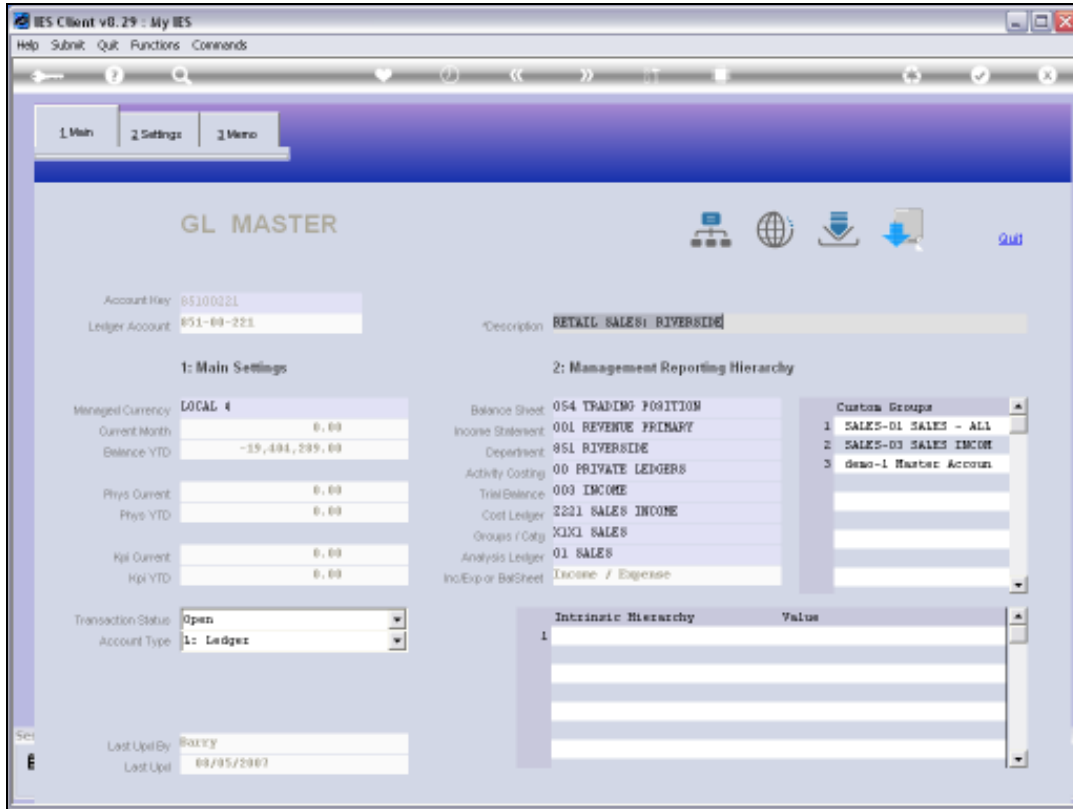 IES Client v8.29 : My IES
Help Submit Quit Functions Commands
1 Main 2 Settings 3 Memo
GL MASTER
Quit
Account Key 85100221
Ledger Account 851-00-221
*Description RETAIL SALES: RIVERSIDE
1: Main Settings
2: Management Reporting Hierarchy
Managed Currency LOCAL
Current Month 0.00
Balance YTD -19,404,289.00
Phys Current 0.00
Phys YTD 0.00
Kpi Current 0.00
Kpi YTD 0.00
Balance Sheet 054 TRADING POSITION
Income Statement 001 REVENUE PRIMARY
Department 851 RIVERSIDE
Activity Costing 00 PRIVATE LEDGERS
Trial Balance 003 INCOME
Cost Ledger 2221 SALES INCOME
Groups / Catg X1X1 SALES
Analysis Ledger 01 SALES
Inc/Exp or BalSheet Income / Expense
Custom Groups
1 SALES-01 SALES - ALL
2 SALES-03 SALES INCOM
3 demo-1 Master Accoun
Transaction Status Open
Account Type 1: Ledger
Intrinsic Hierarchy Value
1
Last Upd By Barry
Last Upd